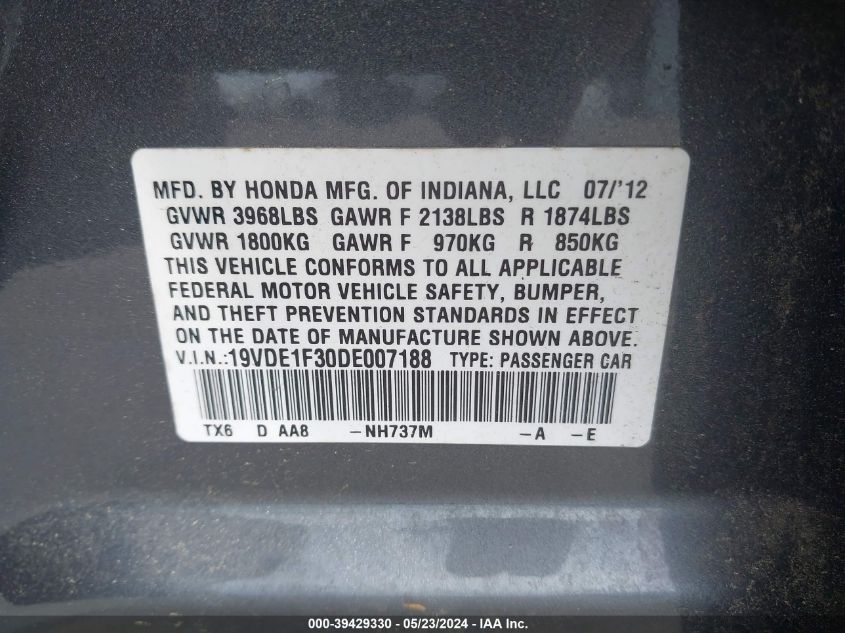 MFD. BY HONDA MFG. OF INDIANA, LLC 07/'12
GVWR 3968LBS GAWR F 2138LBS R 1874LBS
GVWR 1800KG GAWR F 970KG R 850KG
THIS VEHICLE CONFORMS TO ALL APPLICABLE
FEDERAL MOTOR VEHICLE SAFETY, BUMPER,
AND THEFT PREVENTION STANDARDS IN EFFECT
ON THE DATE OF MANUFACTURE SHOWN ABOVE.
V.I.N.:19VDE1F30DE007188 TYPE: PASSENGER CAR
TX6 D AA8 -NH737M -A -E
000-39429330 - 05/23/2024 - IAA Inc.